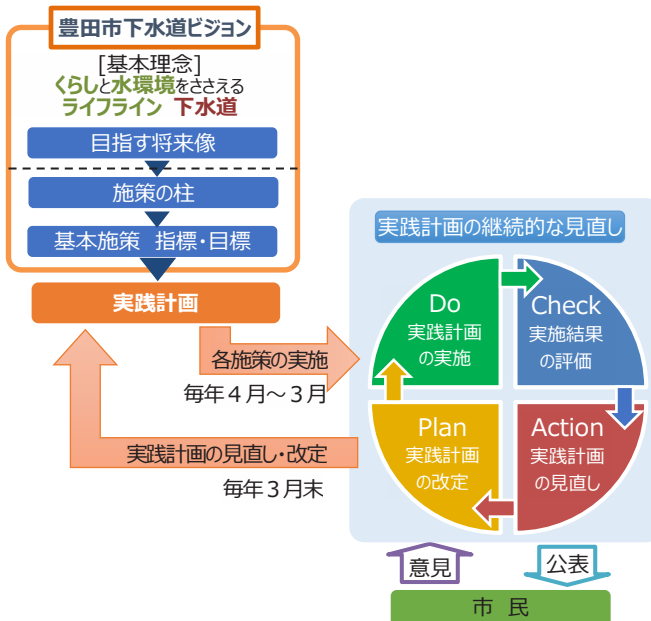 豊田市下水道ビジョン
[基本理念]
くらしと水環境をささえる
ライフライン 下水道
目指す将来像
施策の柱
基本施策 指標・目標
実践計画
各施策の実施
毎年4月～3月
実践計画の見直し・改定
毎年3月末
実践計画の継続的な見直し
Do
実践計画
の実施
Check
実施結果
の評価
Plan
実践計画
の改定
Action
実践計画
の見直し
意見
公表
市 民